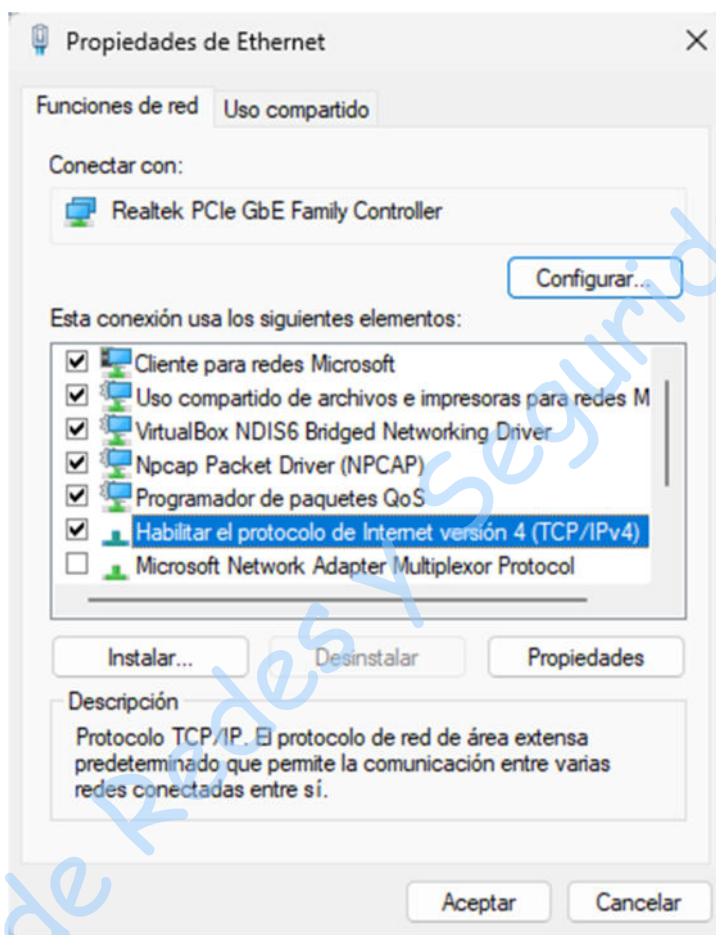 Propiedades de Ethernet
Funciones de red
Uso compartido
Conectar con:
Realtek PCIe GbE Family Controller
Configurar...
Esta conexión usa los siguientes elementos:
Cliente para redes Microsoft
Uso compartido de archivos e impresoras para redes M
VirtualBox NDIS6 Bridged Networking Driver
Npcap Packet Driver (NPCAP)
Programador de paquetes QoS
Habilitar el protocolo de Internet versión 4 (TCP/IPv4)
Microsoft Network Adapter Multiplexor Protocol
Instalar...
Desinstalar
Propiedades
Descripción
Protocolo TCP/IP. El protocolo de red de área extensa
predeterminado que permite la comunicación entre varias
redes conectadas entre sí.
Aceptar
Cancelar
de Redes y Segurid